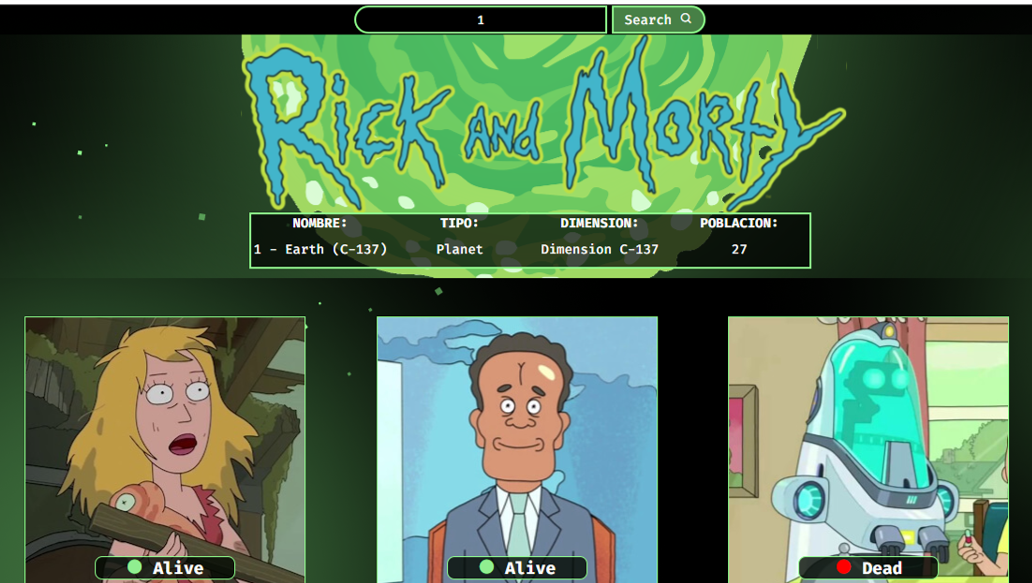 1
Search
Rick and Morty
NOMBRE: TIPO: DIMENSION: POBLACION:
1 - Earth (C-137) Planet Dimension C-137 27
Alive Alive Dead